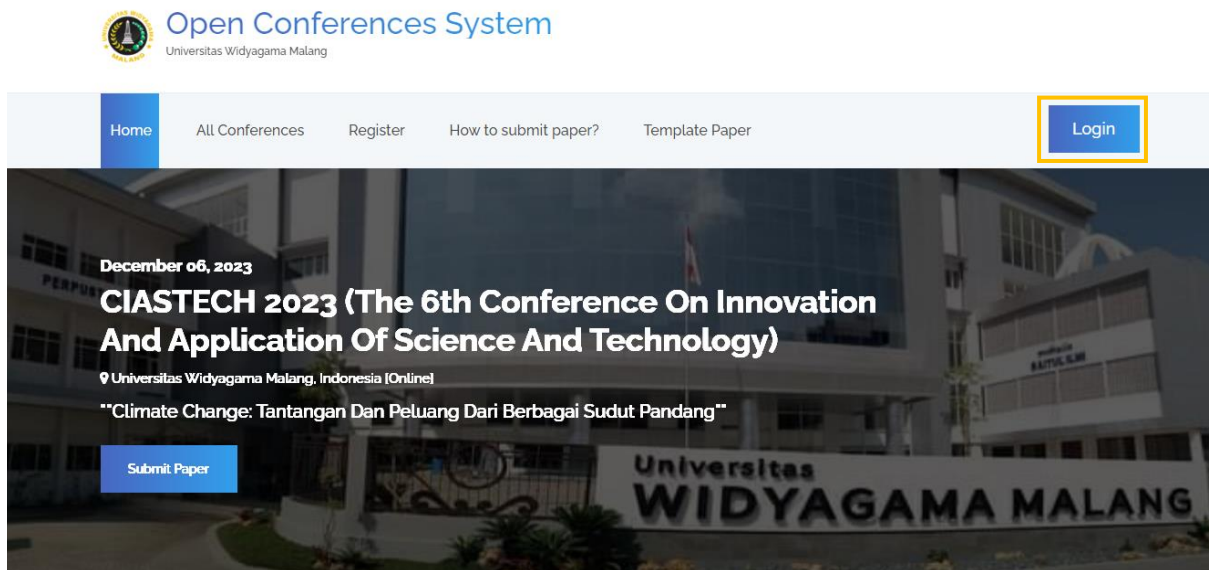 Open Conferences System
Universitas Widyagama Malang
Home
All Conferences
Register
How to submit paper?
Template Paper
Login
December 06, 2023
CIASTECH 2023 (The 6th Conference On Innovation
And Application Of Science And Technology)
Universitas Widyagama Malang, Indonesia [Online]
""Climate Change: Tantangan Dan Peluang Dari Berbagai Sudut Pandang""
Submit Paper
Universitas
WIDYAGAMA MALANG